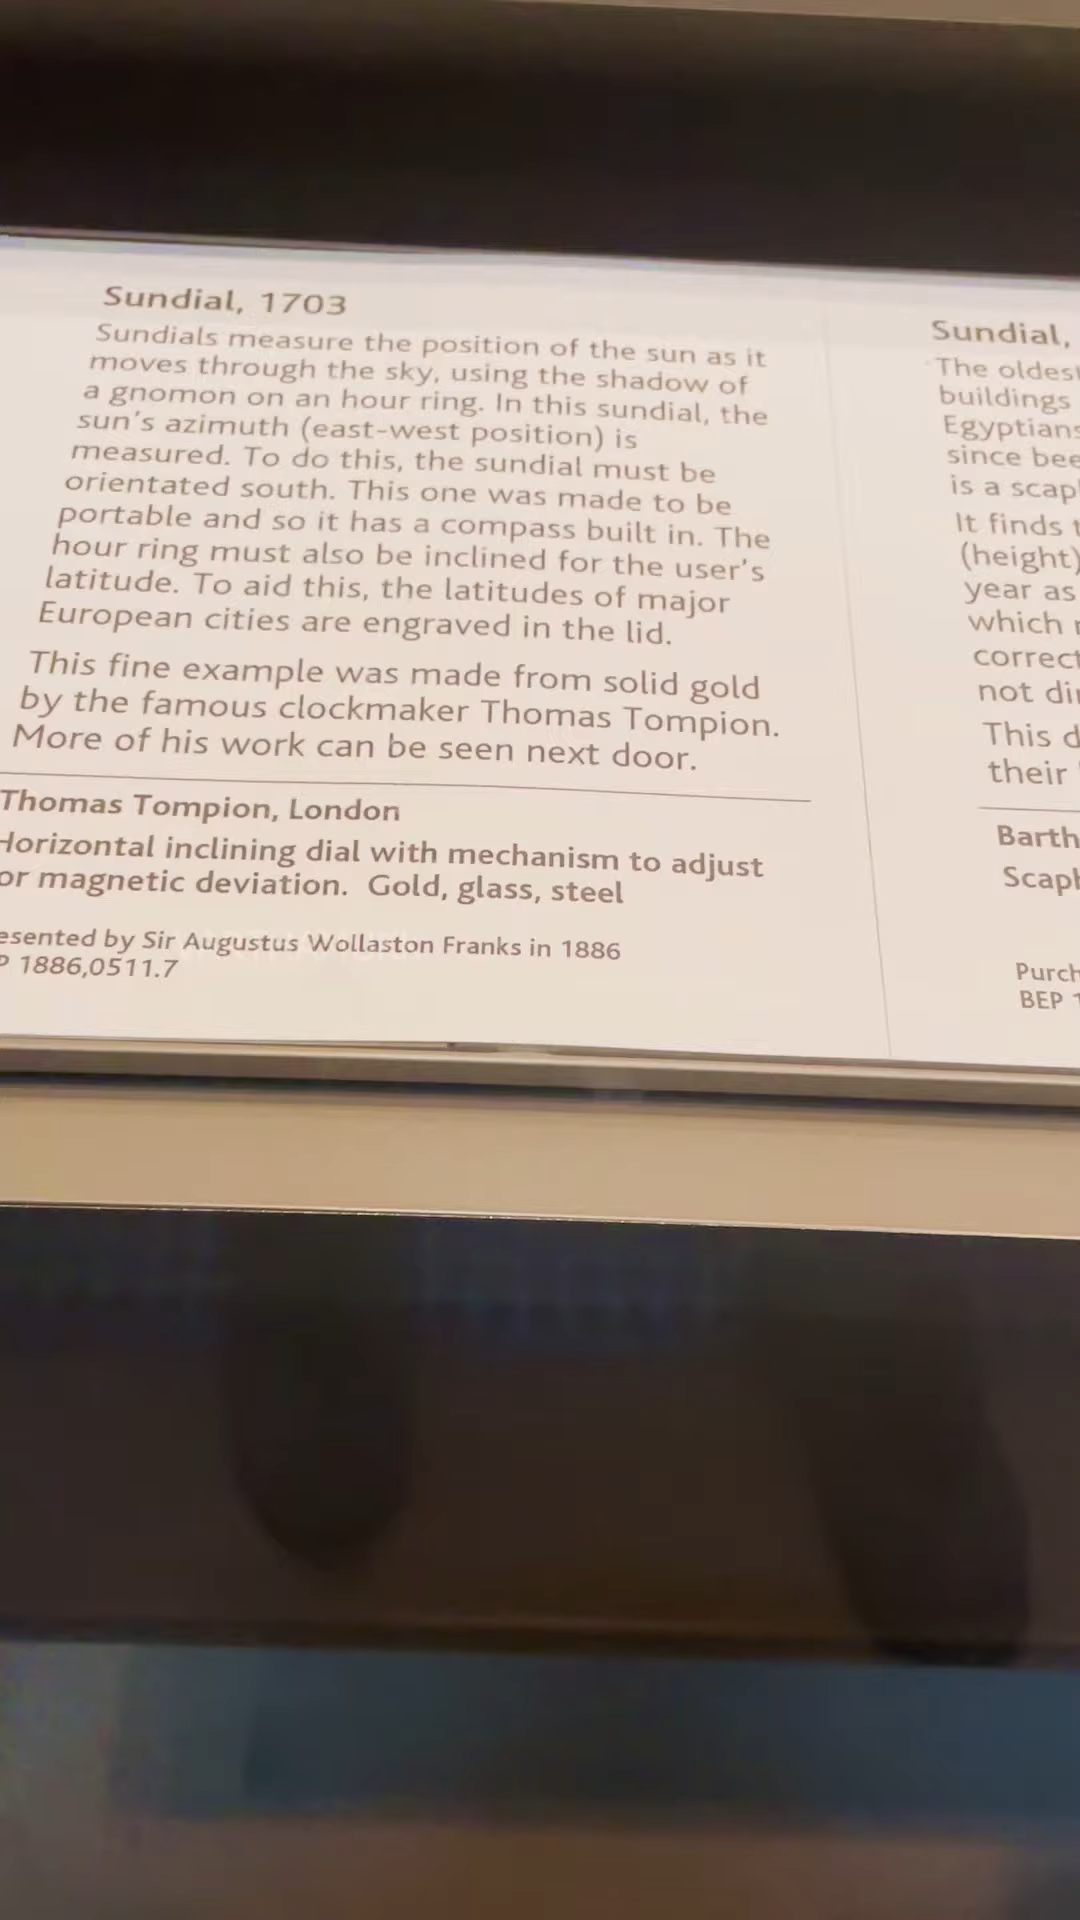 Sundial, 1703
Sundials measure the position of the sun as it
moves through the sky, using the shadow of
a gnomon on an hour ring. In this sundial, the
sun's azimuth (east-west position) is
measured. To do this, the sundial must be
orientated south. This one was made to be
portable and so it has a compass built in. The
hour ring must also be inclined for the user's
latitude. To aid this, the latitudes of major
European cities are engraved in the lid.
This fine example was made from solid gold
by the famous clockmaker Thomas Tompion.
More of his work can be seen next door.
Thomas Tompion, London
Horizontal inclining dial with mechanism to adjust
or magnetic deviation. Gold, glass, steel
esented by Sir Augustus Wollaston Franks in 1886
P 1886,0511.7
Sundial,
The oldest
buildings
Egyptians
since bee
is a scap
It finds t
(height)
year as
which
correct
not di
This d
their
Barth
Scaph
Purch
BEP 1